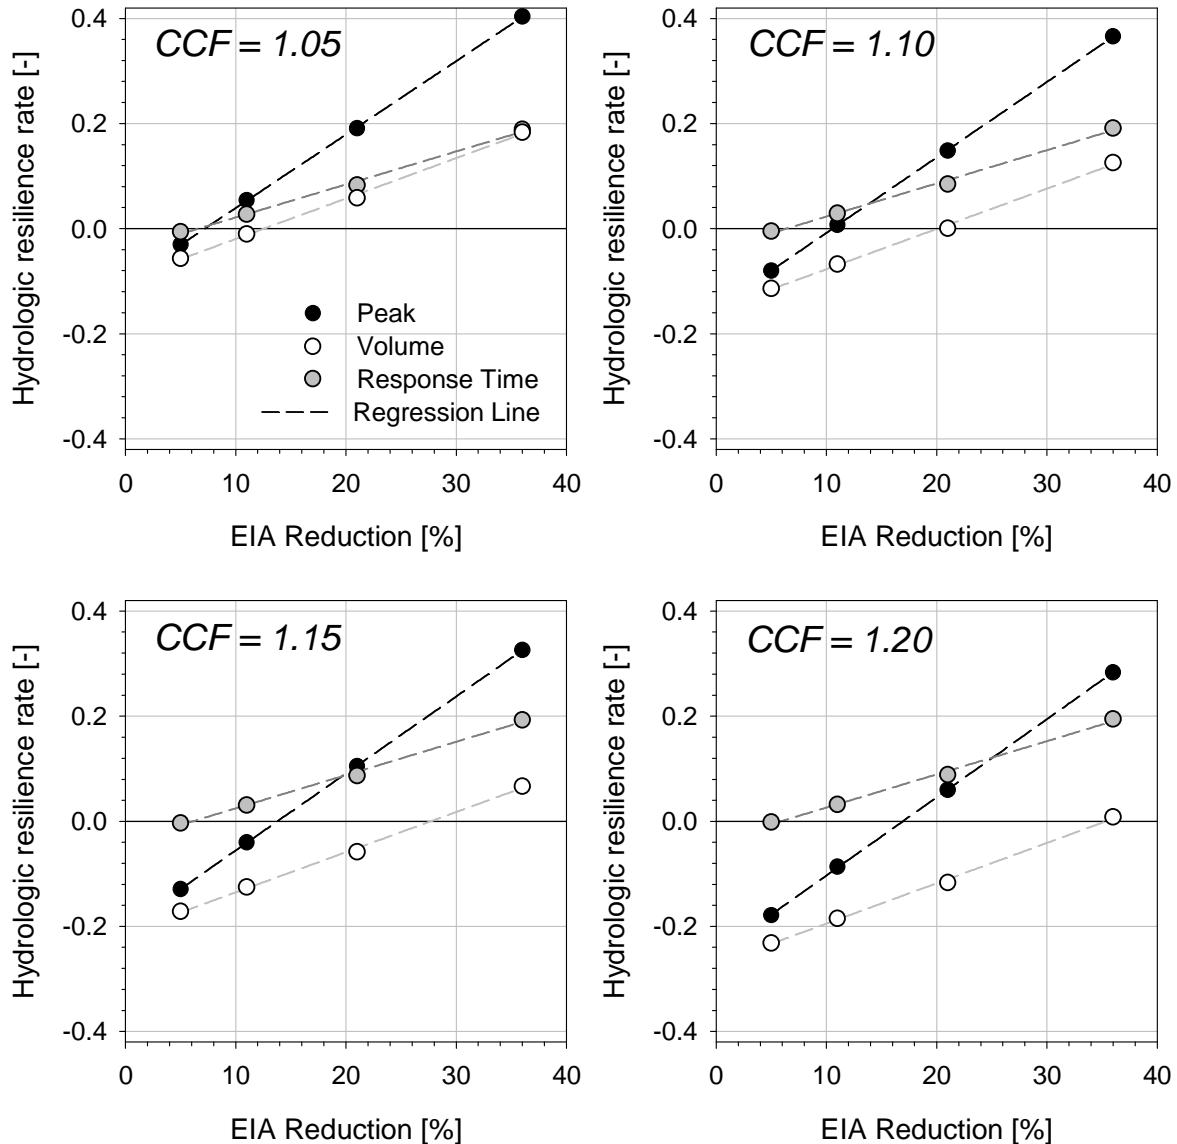 CCF = 1.05
Hydrologic resilience rate [-]
0.4
0.2
0.0
-0.2
-0.4
Peak
Volume
Response Time
Regression Line
0 10 20 30 40
EIA Reduction [%]
CCF = 1.10
Hydrologic resilience rate [-]
0.4
0.2
0.0
-0.2
-0.4
0 10 20 30 40
EIA Reduction [%]
CCF = 1.15
Hydrologic resilience rate [-]
0.4
0.2
0.0
-0.2
-0.4
0 10 20 30 40
EIA Reduction [%]
CCF = 1.20
Hydrologic resilience rate [-]
0.4
0.2
0.0
-0.2
-0.4
0 10 20 30 40
EIA Reduction [%]